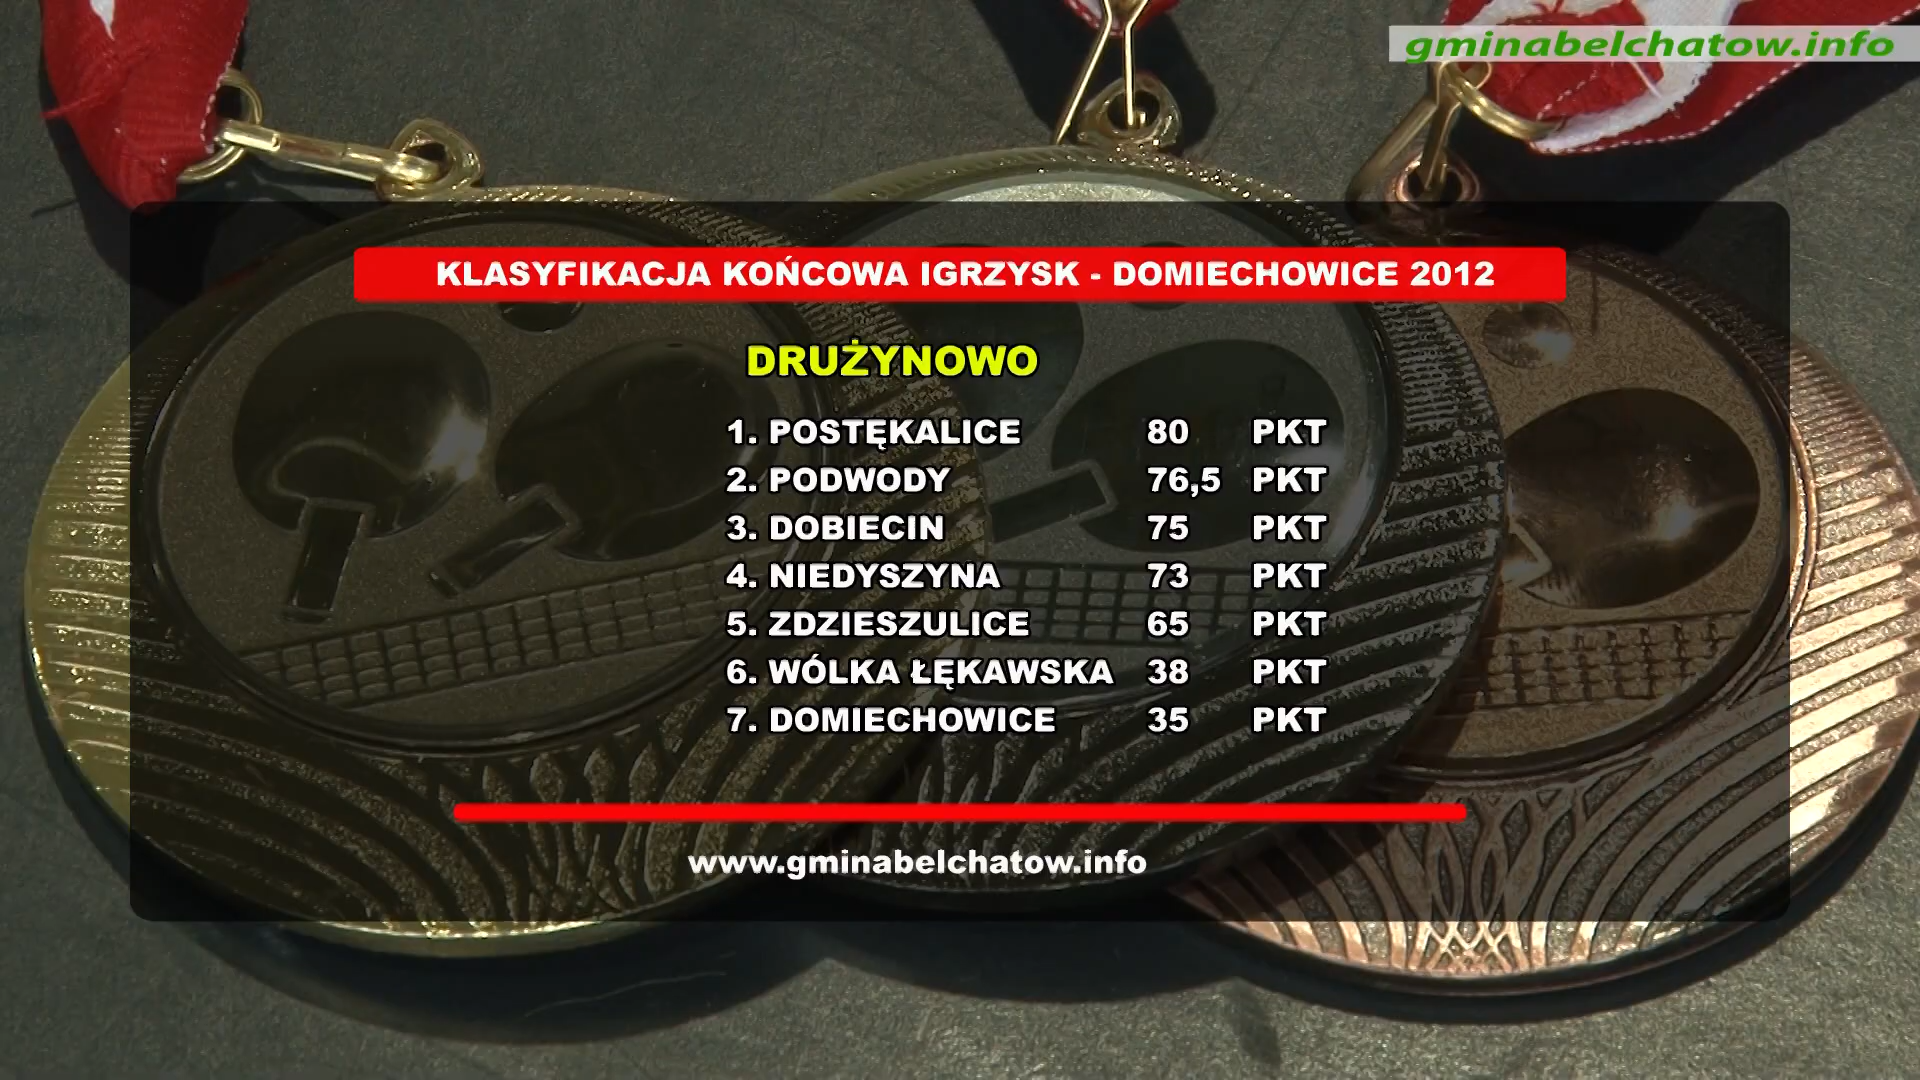 gminabelchatow.info
KLASYFIKACJA KOŃCOWA IGRZYSK - DOMIECHOWICE 2012
DRUŻYNOWO
1. POSTĘKALICE 80 PKT
2. PODWODY 76,5 PKT
3. DOBIECIN 75 PKT
4. NIEDYSZYNA 73 PKT
5. ZDZIESZULICE 65 PKT
6. WÓLKA ŁĘKAWSKA 38 PKT
7. DOMIECHOWICE 35 PKT
www.gminabelchatow.info